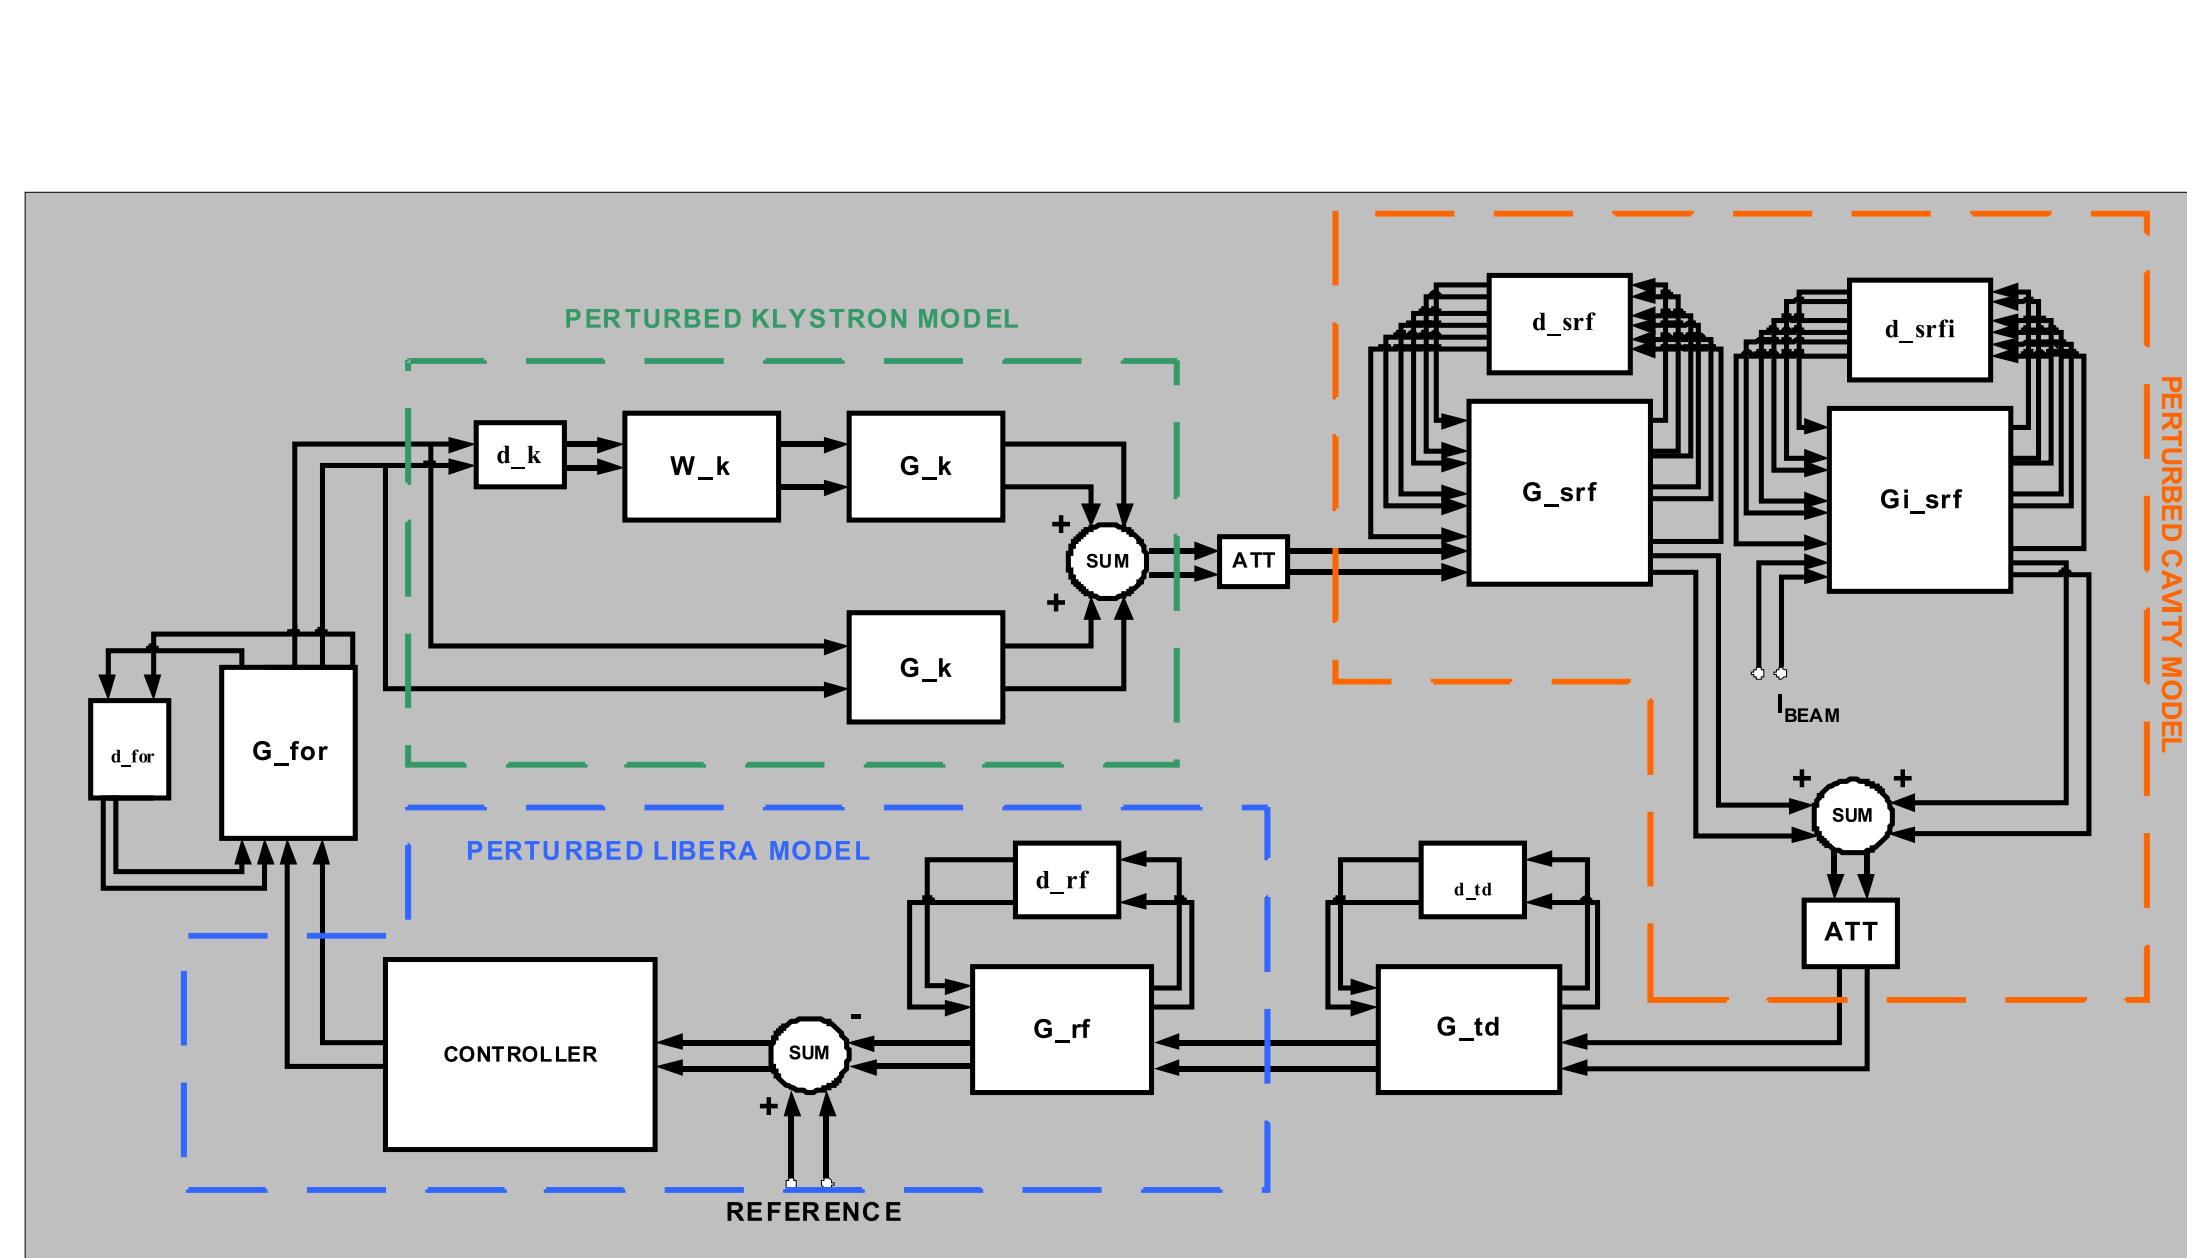 PERTURBED KLYSTRON MODEL
d_srf
d_srfi
PERTURBED CAVITY MODEL
d_k
W_k
G_k
+
G_srf
Gi_srf
SUM
ATT
+
G_k
I BEAM
d_for
G_for
+ +
SUM
PERTURBED LIBERA MODEL
d_rf
d_td
ATT
-
CONTROLLER
SUM
G_rf
G_td
+
REFERENCE